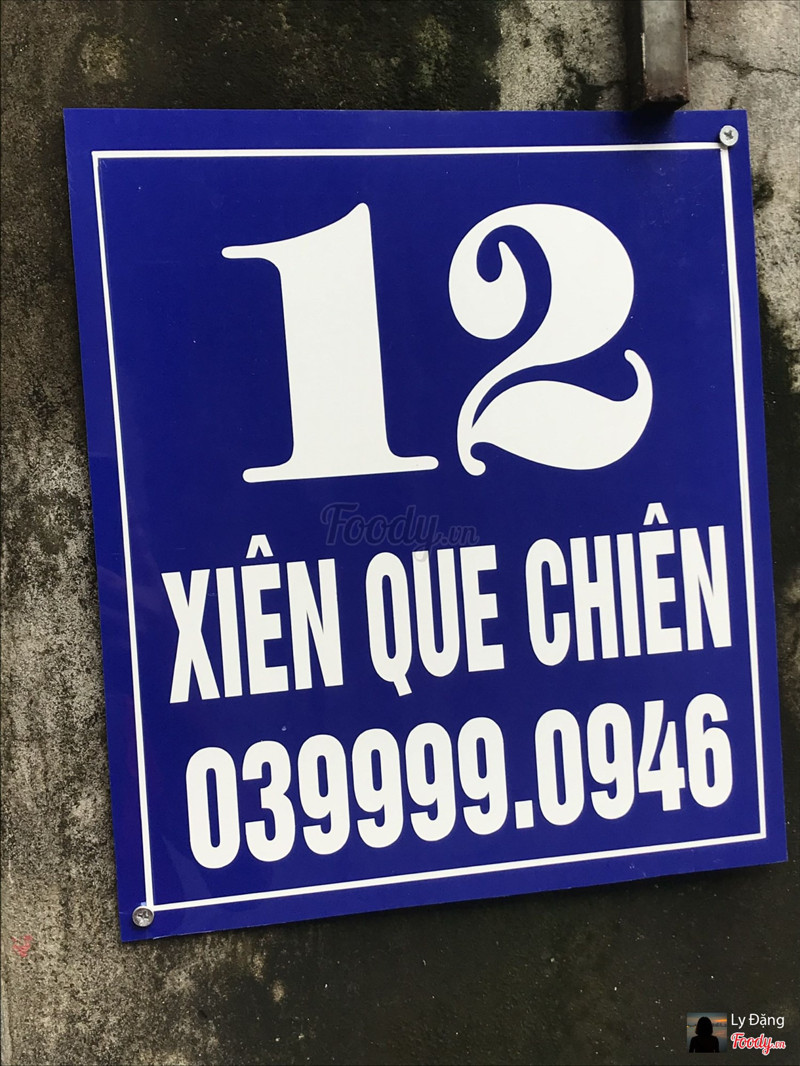 12
Foody.vn
XIÊN QUE CHIÊN
039999.0946
Ly Đặng
Foody.vn